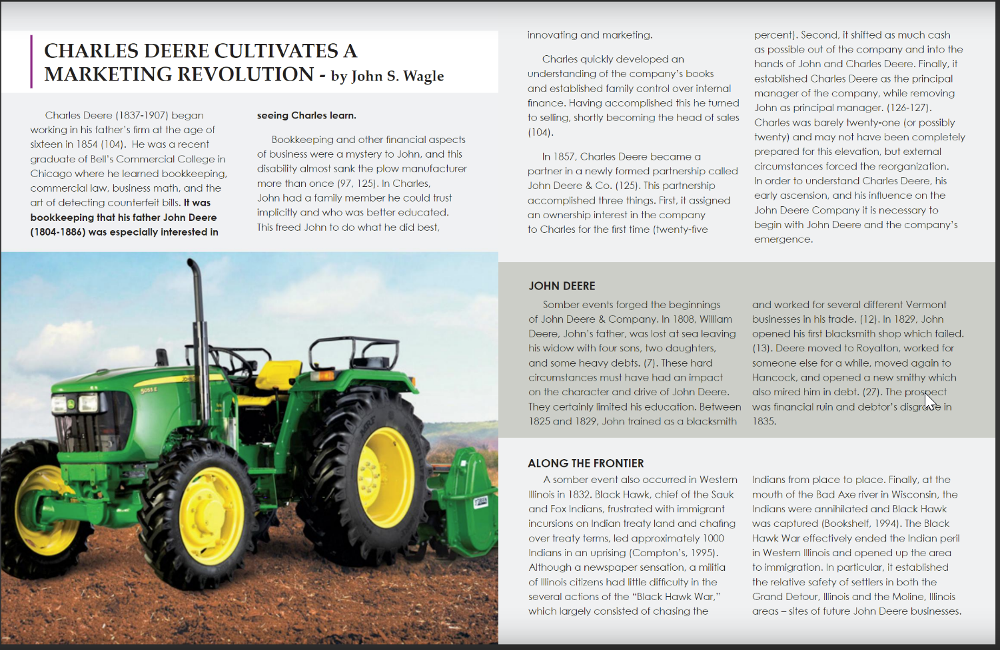 CHARLES DEERE CULTIVATES A
MARKETING REVOLUTION - by John S. Wagle
Charles Deere (1837-1907) began
working in his father's firm at the age of
sixteen in 1854 (104).  He was a recent
graduate of Bell's Commercial College in
Chicago where he learned bookkeeping,
commercial law, business math, and the
art of detecting counterfeit bills. It was
bookkeeping that his father John Deere
(1804-1886) was especially interested in
seeing Charles learn.
Bookkeeping and other financial aspects
of business were a mystery to John, and this
disability almost sank the plow manufacturer
more than once (97, 125). In Charles,
John had a family member he could trust
implicitly and who was better educated.
This freed John to do what he did best,
innovating and marketing.
Charles quickly developed an
understanding of the company's books
and established family control over internal
finance. Having accomplished this he turned
to selling, shortly becoming the head of sales
(104).
In 1857, Charles Deere became a
partner in a newly formed partnership called
John Deere & Co. (125). This partnership
accomplished three things. First, it assigned
an ownership interest in the company
to Charles for the first time (twenty-five
percent). Second, it shifted as much cash
as possible out of the company and into the
hands of John and Charles Deere. Finally, it
established Charles Deere as the principal
manager of the company, while removing
John as principal manager. (126-127).
Charles was barely twenty-one (or possibly
twenty) and may not have been completely
prepared for this elevation, but external
circumstances forced the reorganization.
In order to understand Charles Deere, his
early ascension, and his influence on the
John Deere Company it is necessary to
begin with John Deere and the company's
emergence.
5055 E
JOHN DEERE
Somber events forged the beginnings
of John Deere & Company. In 1808, William
Deere, John's father, was lost at sea leaving
his widow with four sons, two daughters,
and some heavy debts. (7). These hard
circumstances must have had an impact
on the character and drive of John Deere.
They certainly limited his education. Between
1825 and 1829, John trained as a blacksmith
and worked for several different Vermont
businesses in his trade. (12). In 1829, John
opened his first blacksmith shop which failed.
(13). Deere moved to Royalton, worked for
someone else for a while, moved again to
Hancock, and opened a new smithy which
also mired him in debt. (27). The prospect
was financial ruin and debtor's disgrace in
1835.
ALONG THE FRONTIER
A somber event also occurred in Western
Illinois in 1832. Black Hawk, chief of the Sauk
and Fox Indians, frustrated with immigrant
incursions on Indian treaty land and chafing
over treaty terms, led approximately 1000
Indians in an uprising (Compton's, 1995).
Although a newspaper sensation, a militia
of Illinois citizens had little difficulty in the
several actions of the "Black Hawk War,"
which largely consisted of chasing the
Indians from place to place. Finally, at the
mouth of the Bad Axe river in Wisconsin, the
Indians were annihilated and Black Hawk
was captured (Bookshelf, 1994). The Black
Hawk War effectively ended the Indian peril
in Western Illinois and opened up the area
to immigration. In particular, it established
the relative safety of settlers in both the
Grand Detour, Illinois and the Moline, Illinois
areas – sites of future John Deere businesses.